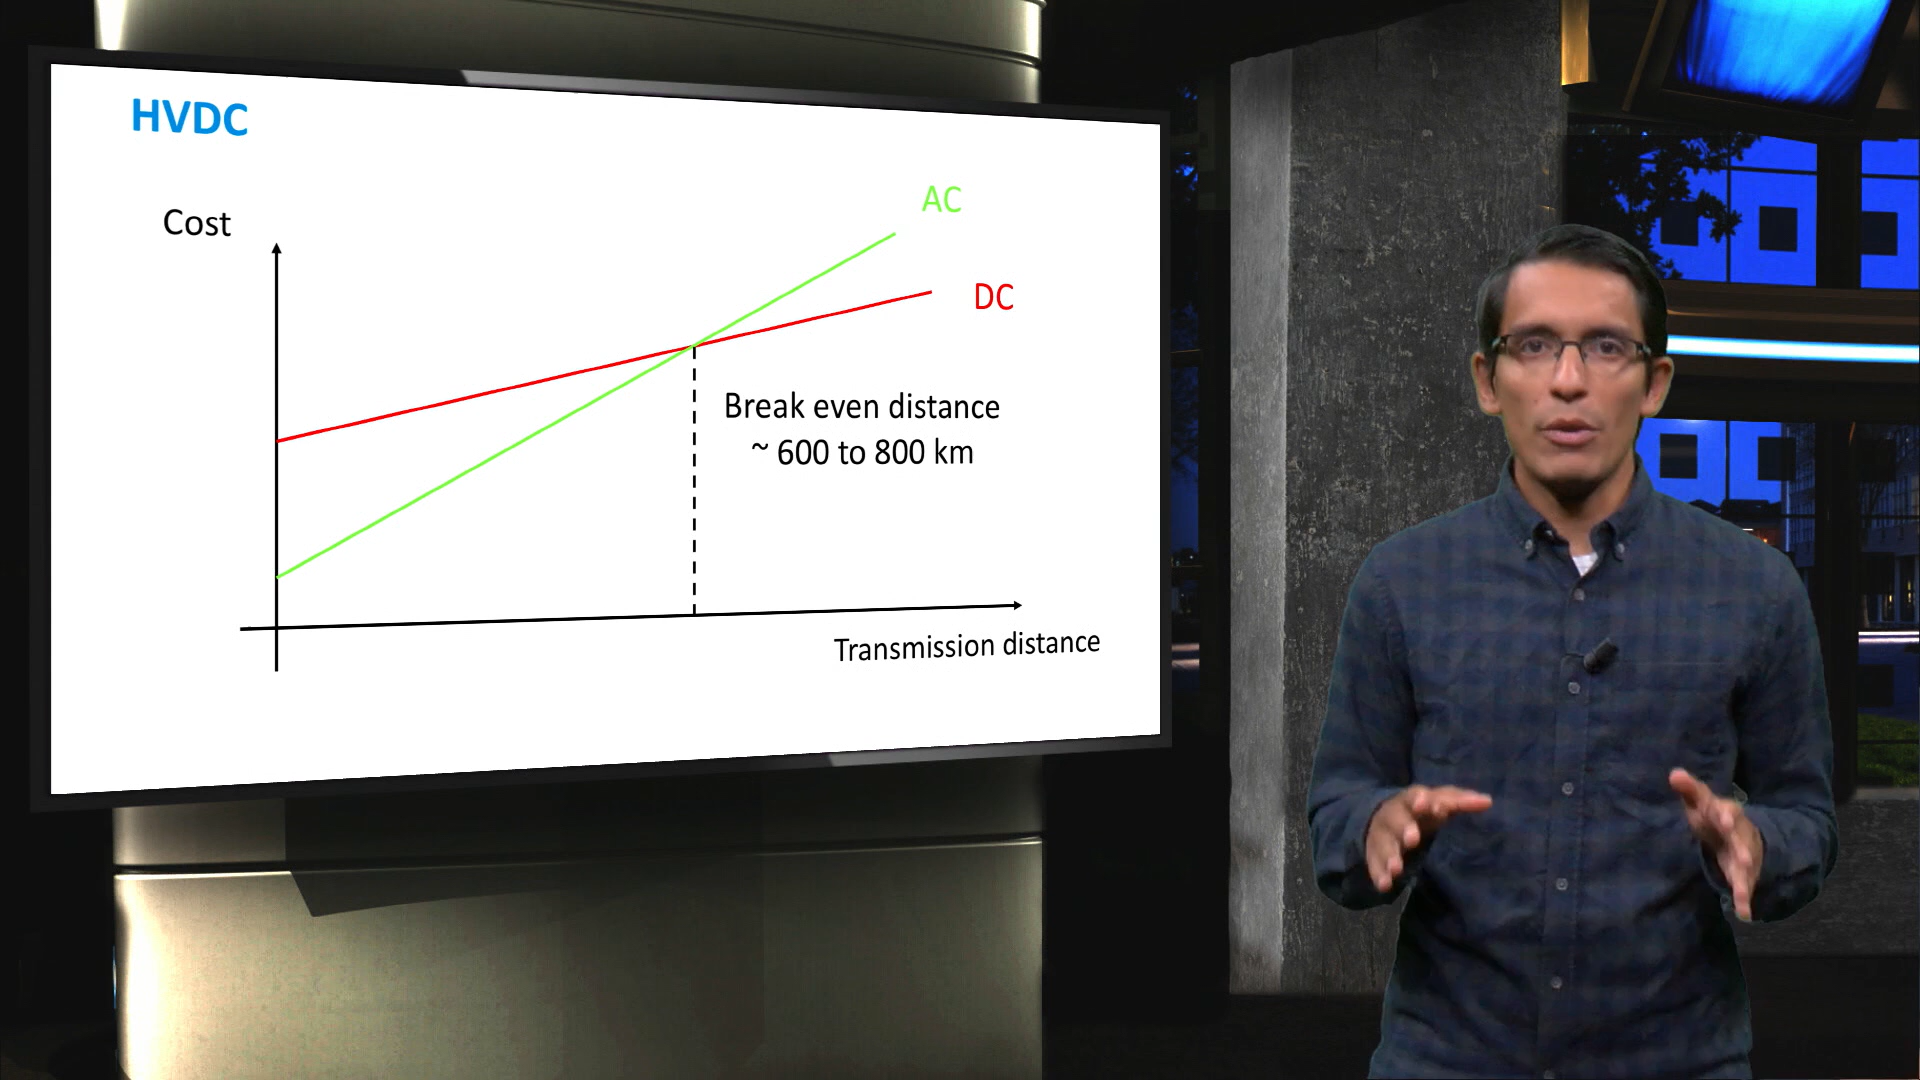 HVDC
Cost
AC
DC
Break even distance
~ 600 to 800 km
Transmission distance